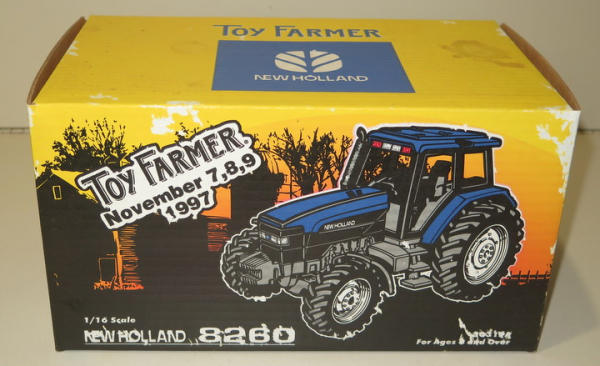 TOY FARMER
NEW HOLLAND
TOY FARMER
November 7,8,9
1997
NEW HOLLAND
1/16 Scale
NEW HOLLAND 8260
For Ages 8 and Over